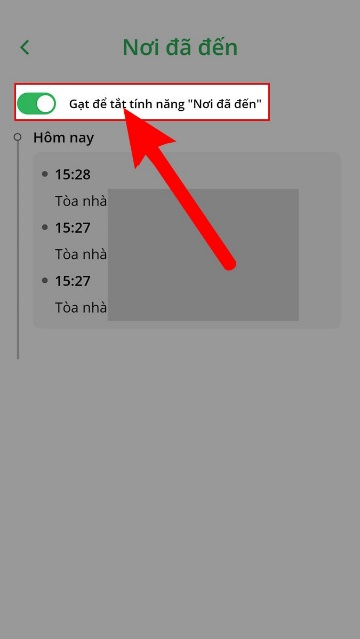 Nơi đã đến
Gạt để tắt tính năng "Nơi đã đến"
Hôm nay
15:28
Tòa nhà
15:27
Tòa nhà
15:27
Tòa nhà